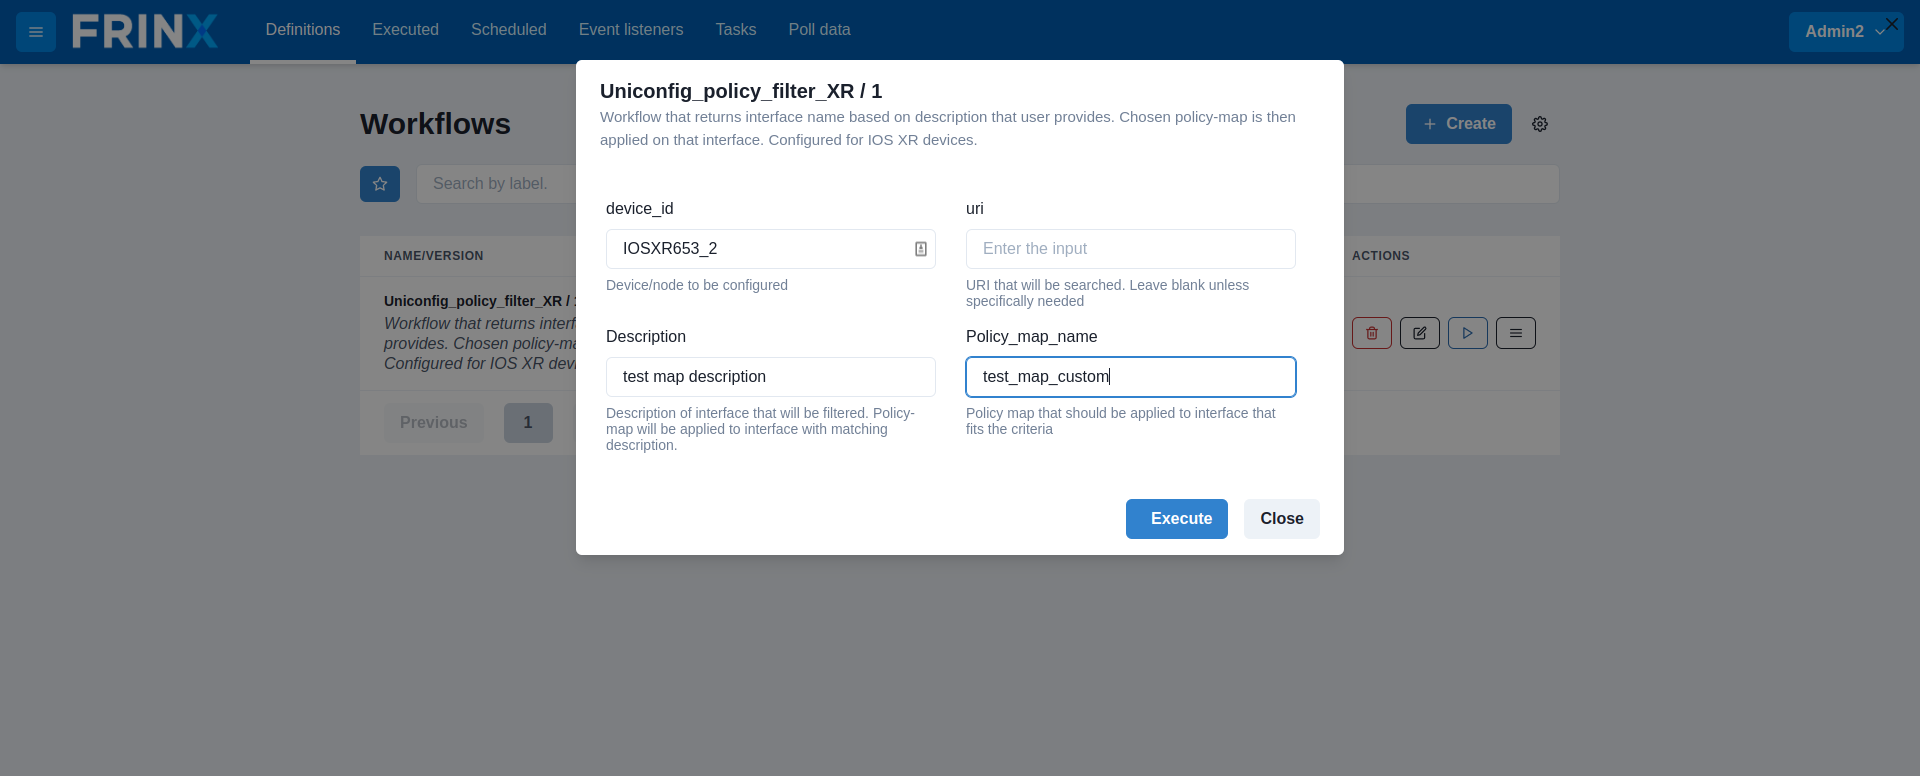 FRINX
Definitions
Executed
Scheduled
Event listeners
Tasks
Poll data
Admin2
Workflows
Create
Search by label.
NAME/VERSION
ACTIONS
Uniconfig_policy_filter_XR /
Workflow that returns interf
provides. Chosen policy-ma
Configured for IOS XR devi
Previous
1
Uniconfig_policy_filter_XR / 1
Workflow that returns interface name based on description that user provides. Chosen policy-map is then
applied on that interface. Configured for IOS XR devices.
device_id
IOSXR653_2
Device/node to be configured
uri
Enter the input
URI that will be searched. Leave blank unless
specifically needed
Description
test map description
Description of interface that will be filtered. Policy-
map will be applied to interface with matching
description.
Policy_map_name
test_map_custom
Policy map that should be applied to interface that
fits the criteria
Execute
Close